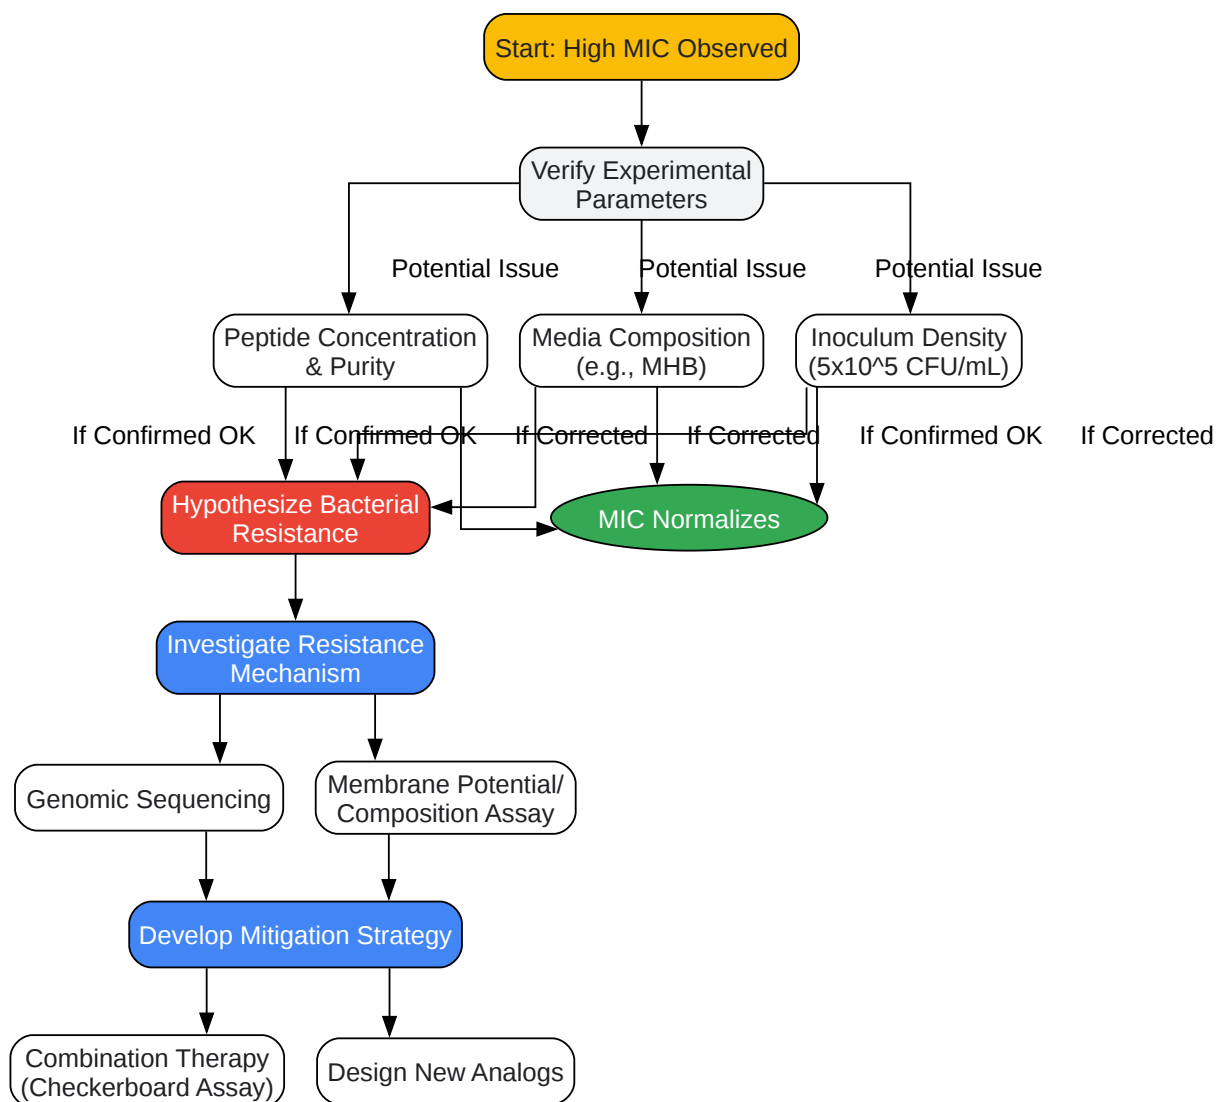 Start: High MIC Observed
Verify Experimental
Parameters
Potential Issue
Potential Issue
Potential Issue
Peptide Concentration
& Purity
Media Composition
(e.g., MHB)
Inoculum Density
(5x10^5 CFU/mL)
If Confirmed OK
If Confirmed OK
If Corrected
If Corrected
If Confirmed OK
If Corrected
Hypothesize Bacterial
Resistance
MIC Normalizes
Investigate Resistance
Mechanism
Genomic Sequencing
Membrane Potential/
Composition Assay
Develop Mitigation Strategy
Combination Therapy
(Checkerboard Assay)
Design New Analogs